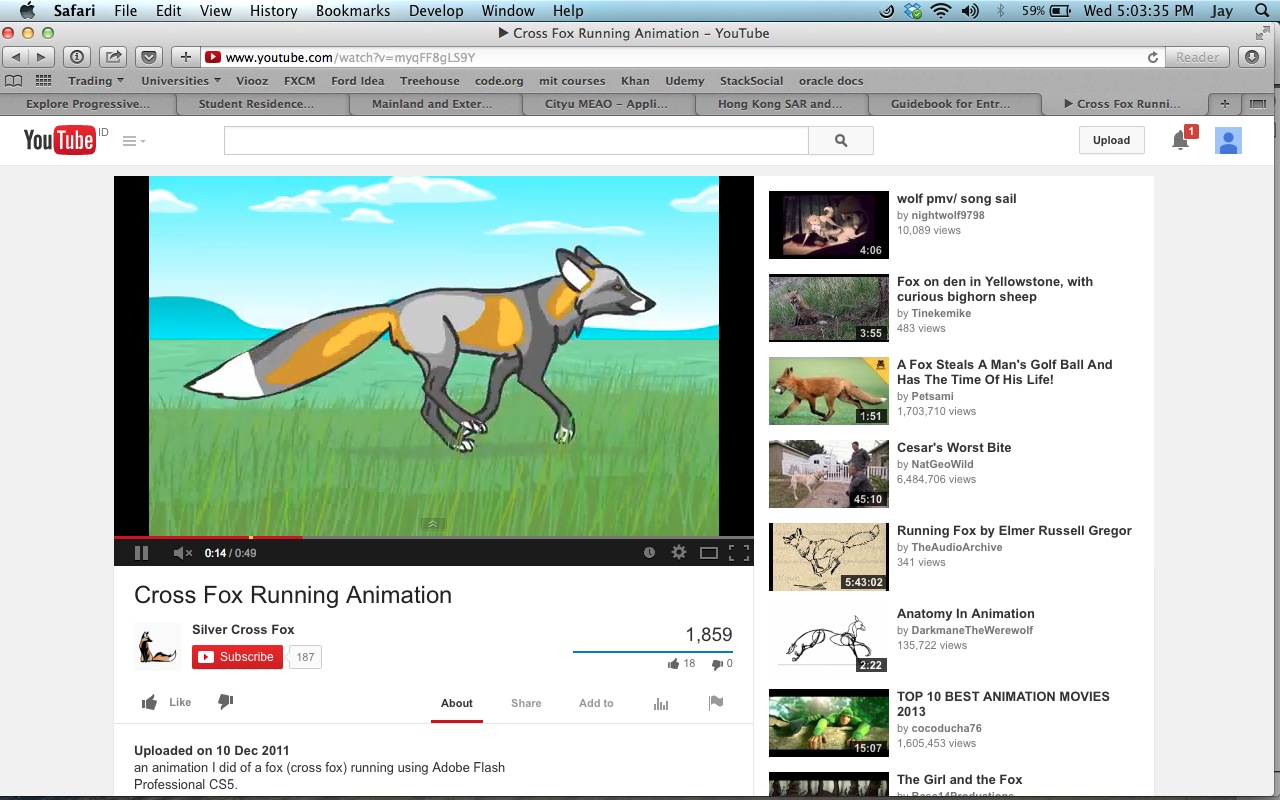 Safari File Edit View History Bookmarks Develop Window Help 59% Wed 5:03:35 PM Jay
▶ Cross Fox Running Animation – YouTube
www.youtube.com/watch?v=myqFF8gLS9Y Reader
Trading Universities Viooz FXCM Ford Idea Treehouse code.org mit courses Khan Udemy StackSocial oracle docs
Explore Progressive... Student Residence... Mainland and Exter... Cityu MEAO – Appli... Hong Kong SAR and... Guidebook for Entr... ▶ Cross Fox Runni...
YouTube ID Upload 1
0:14 / 0:49
Cross Fox Running Animation
Silver Cross Fox
Subscribe 187
1,859
18 0
Like About Share Add to
Uploaded on 10 Dec 2011
an animation I did of a fox (cross fox) running using Adobe Flash
Professional CS5.
wolf pmv/ song sail
by nightwolf9798
10,089 views
4:06
Fox on den in Yellowstone, with
curious bighorn sheep
by Tinekemike
483 views
3:55
A Fox Steals A Man's Golf Ball And
Has The Time Of His Life!
by Petsami
1,703,710 views
1:51
Cesar's Worst Bite
by NatGeoWild
6,484,706 views
45:10
Running Fox by Elmer Russell Gregor
by TheAudioArchive
341 views
5:43:02
Anatomy In Animation
by DarkmaneTheWerewolf
135,722 views
2:22
TOP 10 BEST ANIMATION MOVIES
2013
by cocoducha76
1,605,453 views
15:07
The Girl and the Fox
by Base14Productions